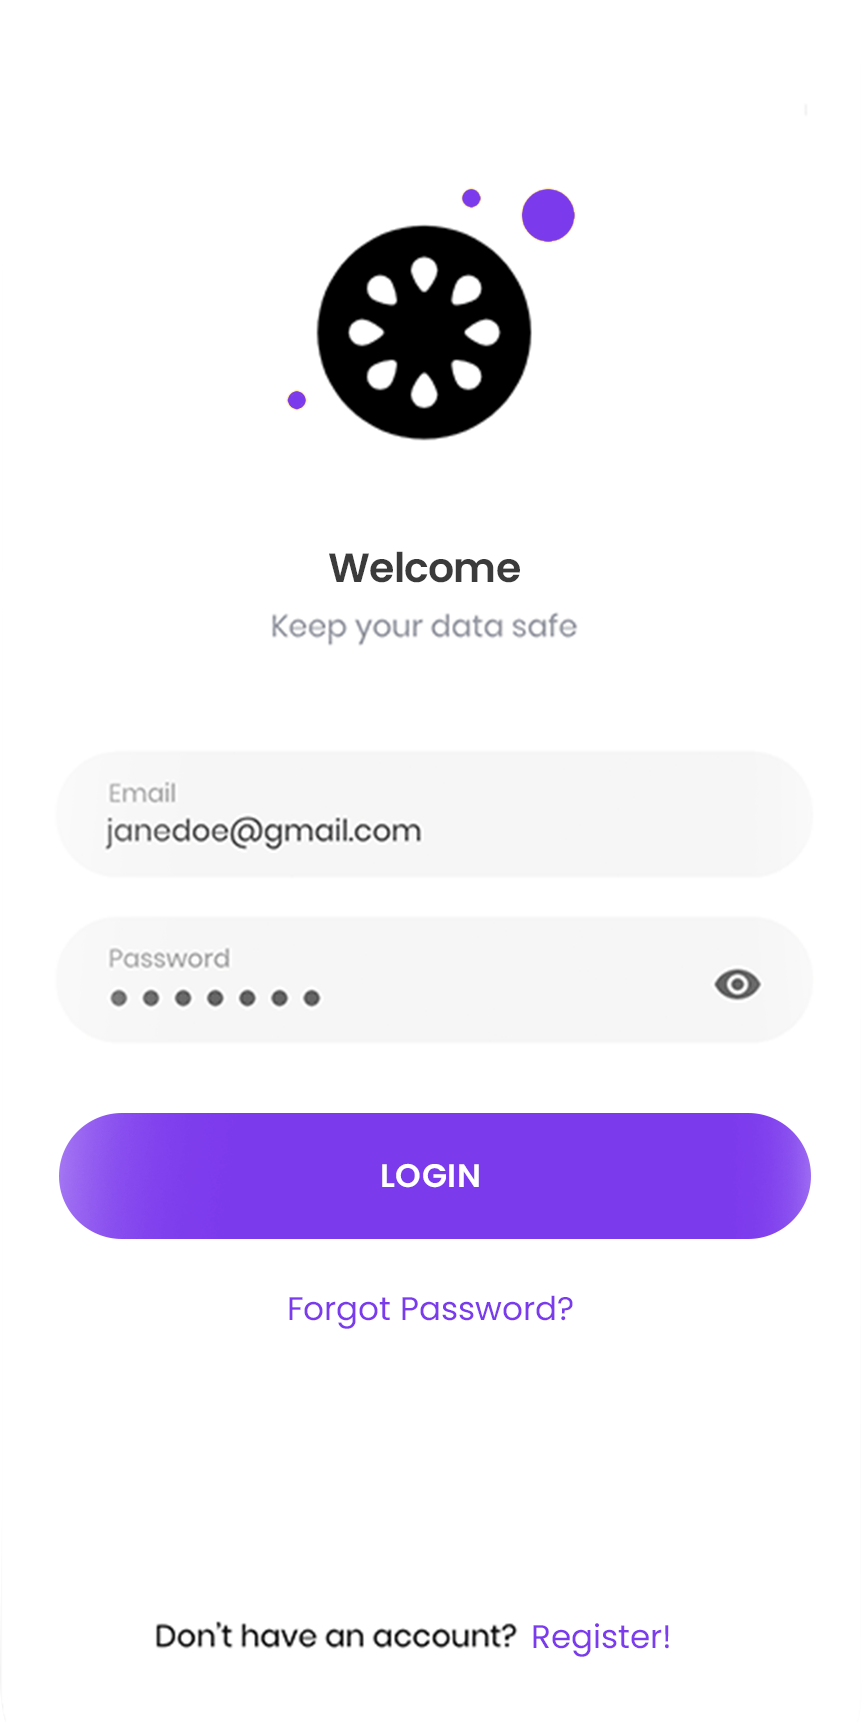 Welcome
Keep your data safe
Email
janedoe@gmail.com
Password
LOGIN
Forgot Password?
Don't have an account? Register!